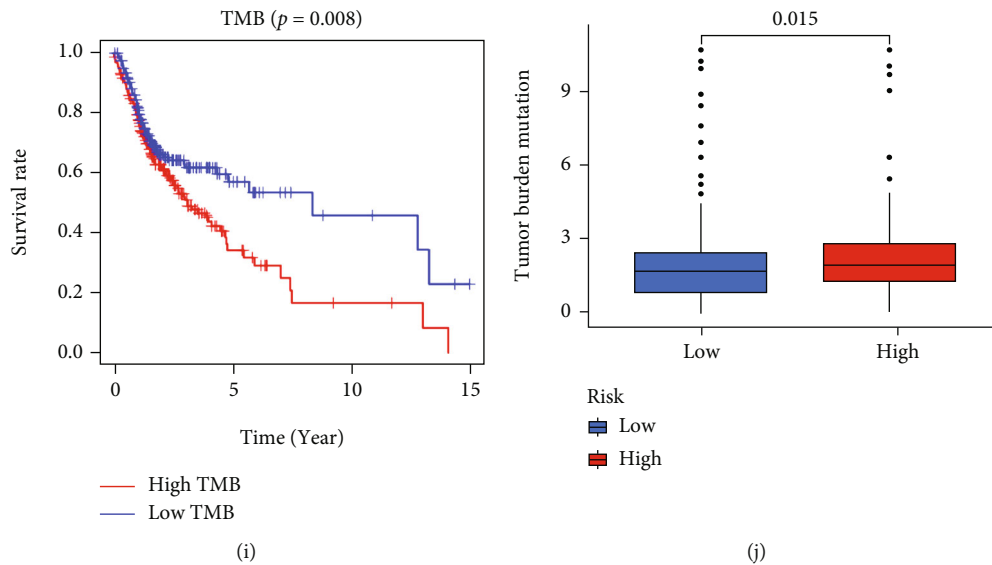 TMB (p = 0.008)
1.0
0.8
0.6
0.4
0.2
0.0
Survival rate
0
5
10
15
Time (Year)
High TMB
Low TMB
(i)
0.015
9
6
3
0
Tumor burden mutation
Low
High
Risk
Low
High
(j)